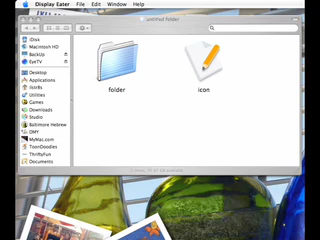 Display Eater File Edit Window Help
untitled folder
iDisk
Macintosh HD
BackUp
EyeTV
Desktop
Applications
Utilities
Games
Downloads
Studio
Baltimore Hebrew
DMY
MyMac.com
ToonDoodles
ThriftyFun
Documents
folder
icon